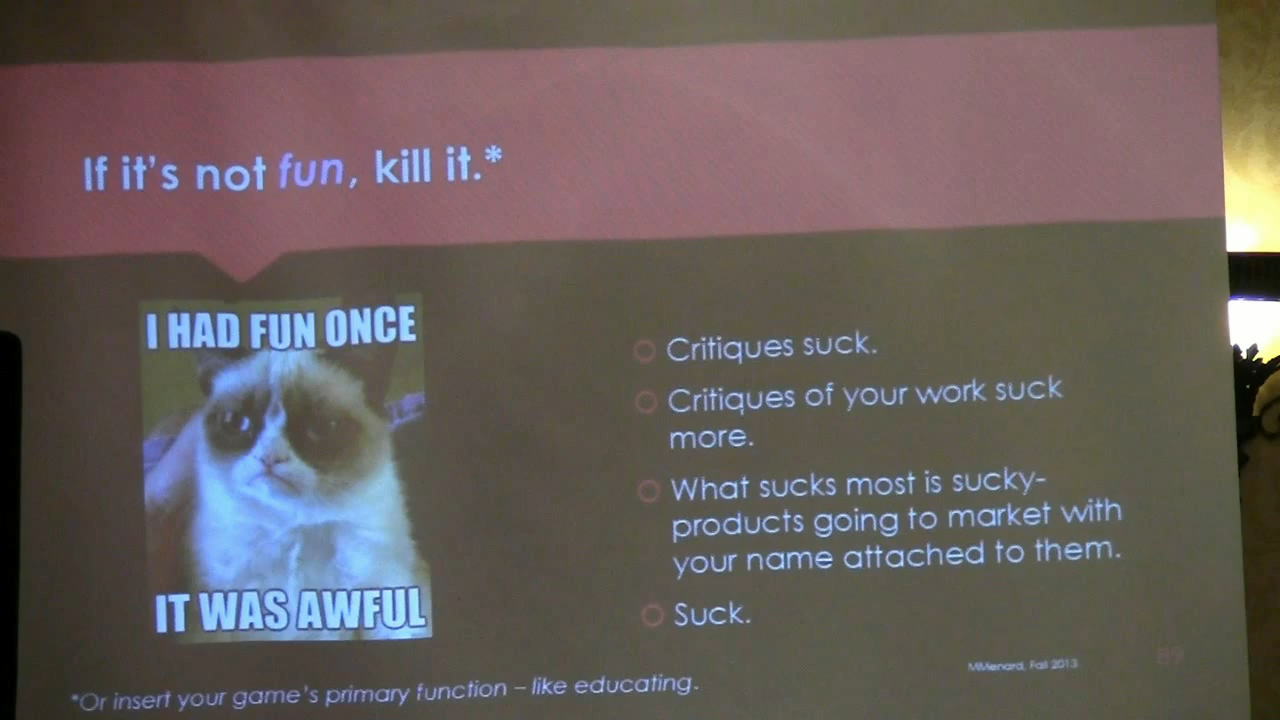 If it's not fun, kill it.*
I HAD FUN ONCE
IT WAS AWFUL
Critiques suck.
Critiques of your work suck
more.
What sucks most is sucky-
products going to market with
your name attached to them.
Suck.
MMenard, Fall 2013
89
*Or insert your game's primary function – like educating.